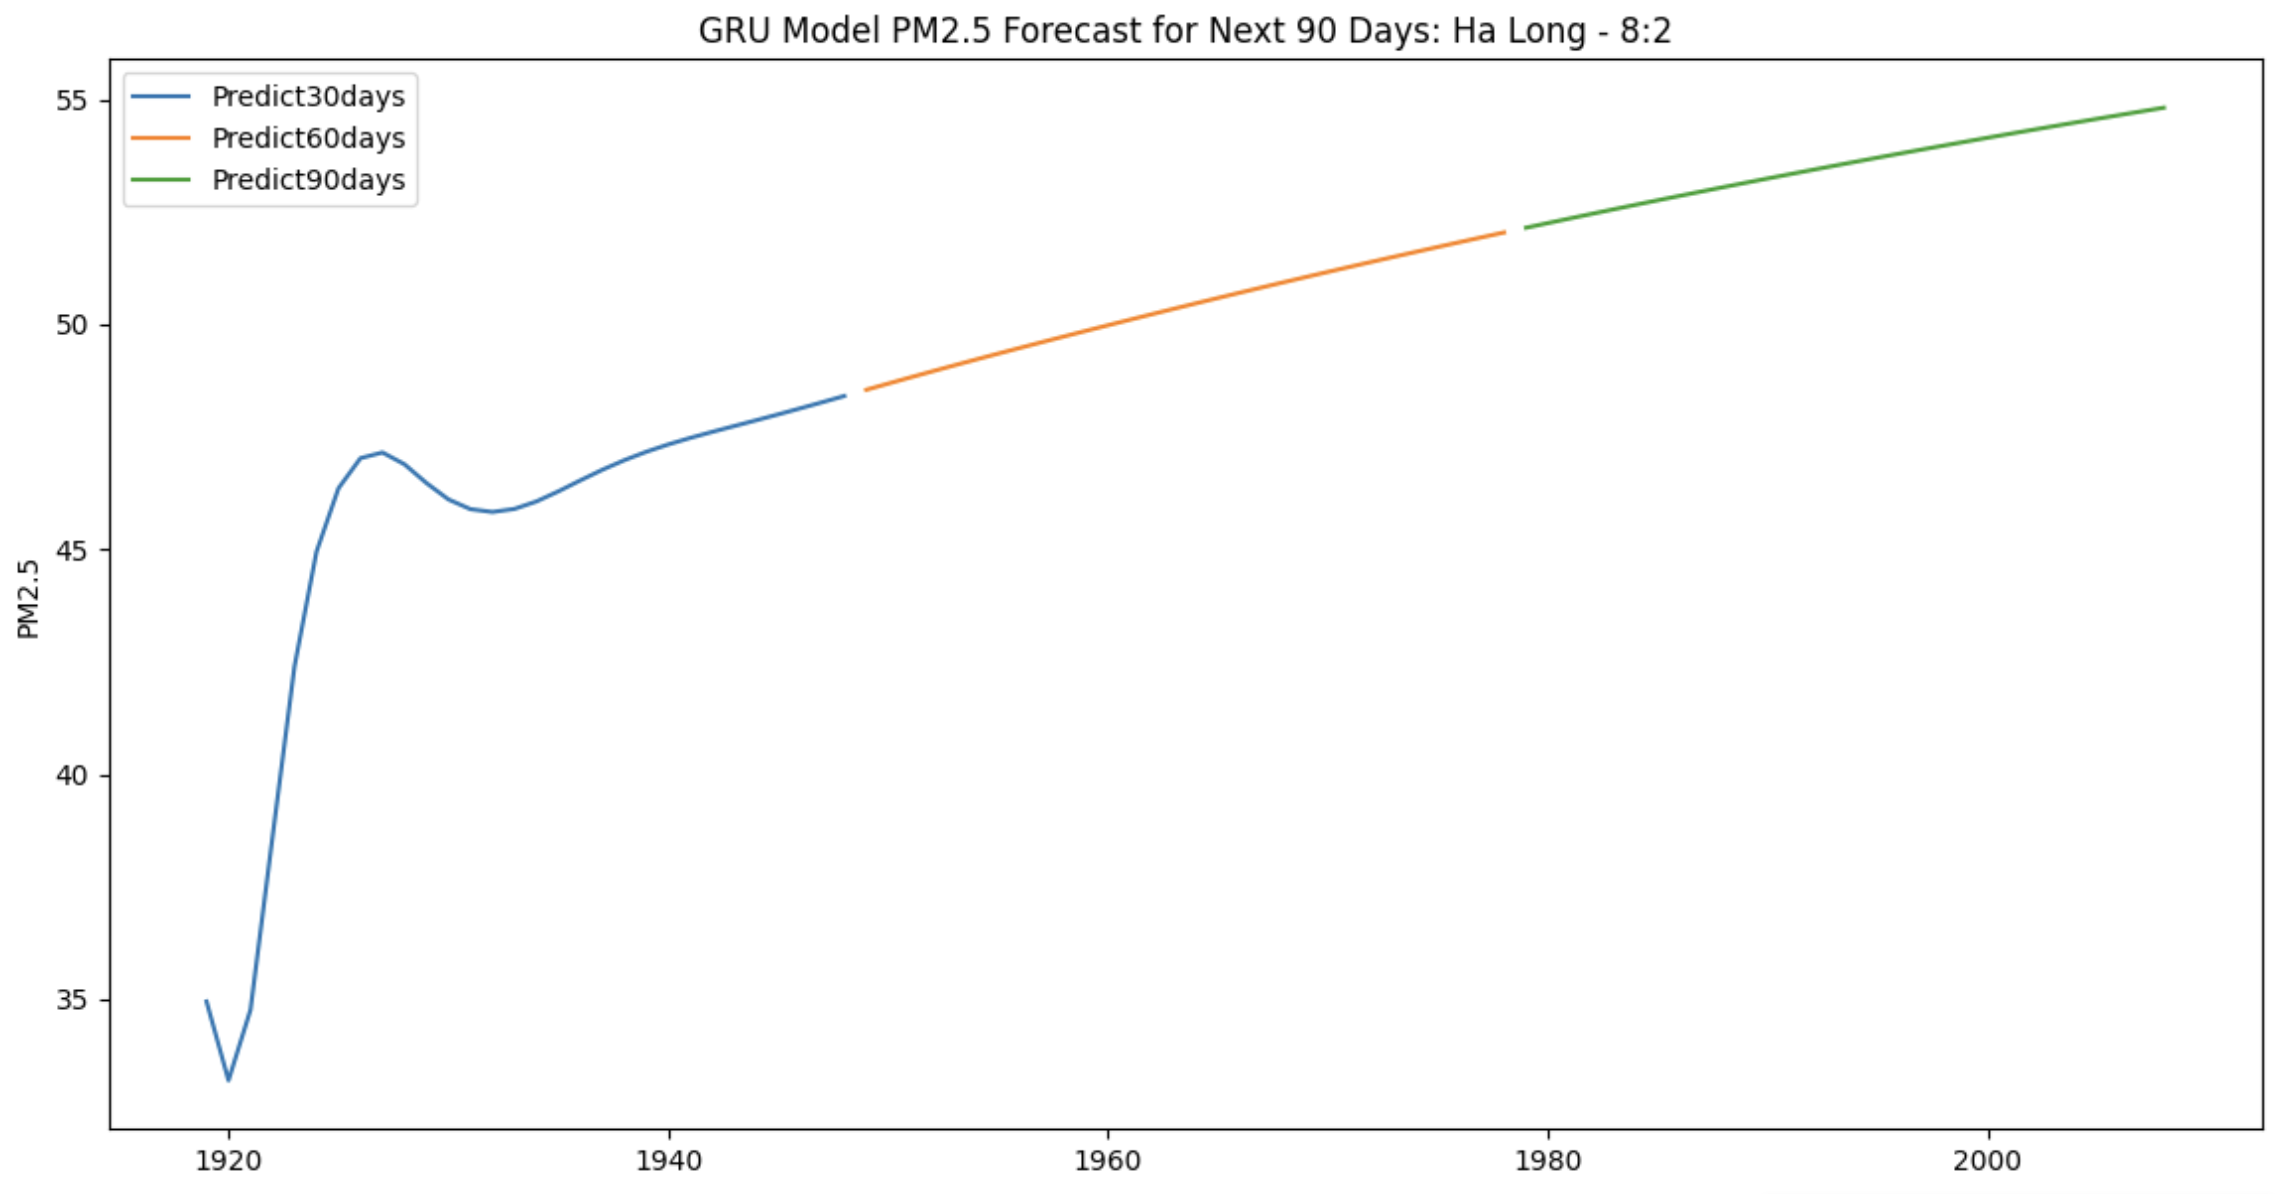 GRU Model PM2.5 Forecast for Next 90 Days: Ha Long - 8:2
Predict30days
Predict60days
Predict90days
55
50
45
40
35
PM2.5
1920
1940
1960
1980
2000